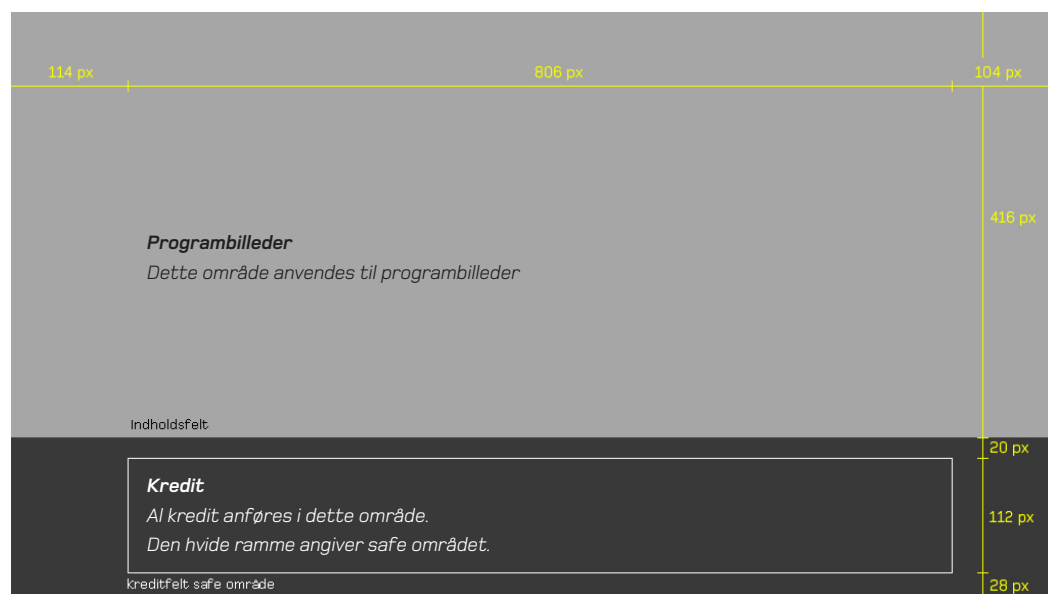 114 px
806 px
104 px
416 px
Programbilleder
Dette område anvendes til programbilleder
Indholdsfelt
20 px
Kredit
Al kredit anføres i dette område.
112 px
Den hvide ramme angiver safe området.
kreditfelt safe område
28 px